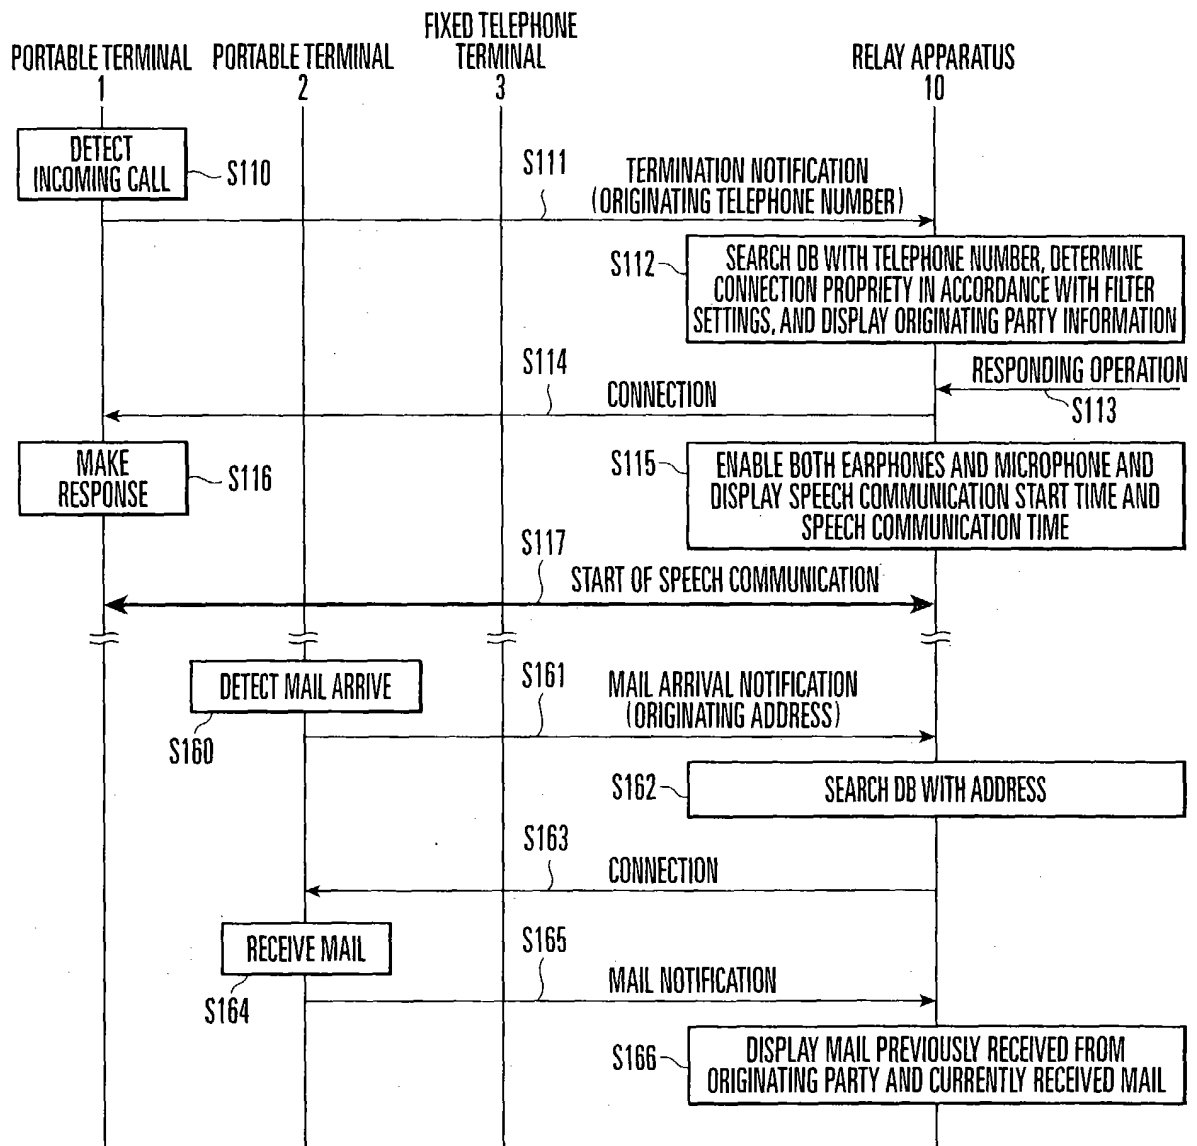 PORTABLE TERMINAL
1
PORTABLE TERMINAL
2
FIXED TELEPHONE
TERMINAL
3
RELAY APPARATUS
10
DETECT
INCOMING CALL
S110
S111
TERMINATION NOTIFICATION
(ORIGINATING TELEPHONE NUMBER)
S112
SEARCH DB WITH TELEPHONE NUMBER, DETERMINE
CONNECTION PROPRIETY IN ACCORDANCE WITH FILTER
SETTINGS, AND DISPLAY ORIGINATING PARTY INFORMATION
RESPONDING OPERATION
S113
S114
CONNECTION
S115
ENABLE BOTH EARPHONES AND MICROPHONE AND
DISPLAY SPEECH COMMUNICATION START TIME AND
SPEECH COMMUNICATION TIME
MAKE
RESPONSE
S116
S117
START OF SPEECH COMMUNICATION
DETECT MAIL ARRIVE
S160
S161
MAIL ARRIVAL NOTIFICATION
(ORIGINATING ADDRESS)
S162
SEARCH DB WITH ADDRESS
S163
CONNECTION
RECEIVE MAIL
S164
S165
MAIL NOTIFICATION
S166
DISPLAY MAIL PREVIOUSLY RECEIVED FROM
ORIGINATING PARTY AND CURRENTLY RECEIVED MAIL